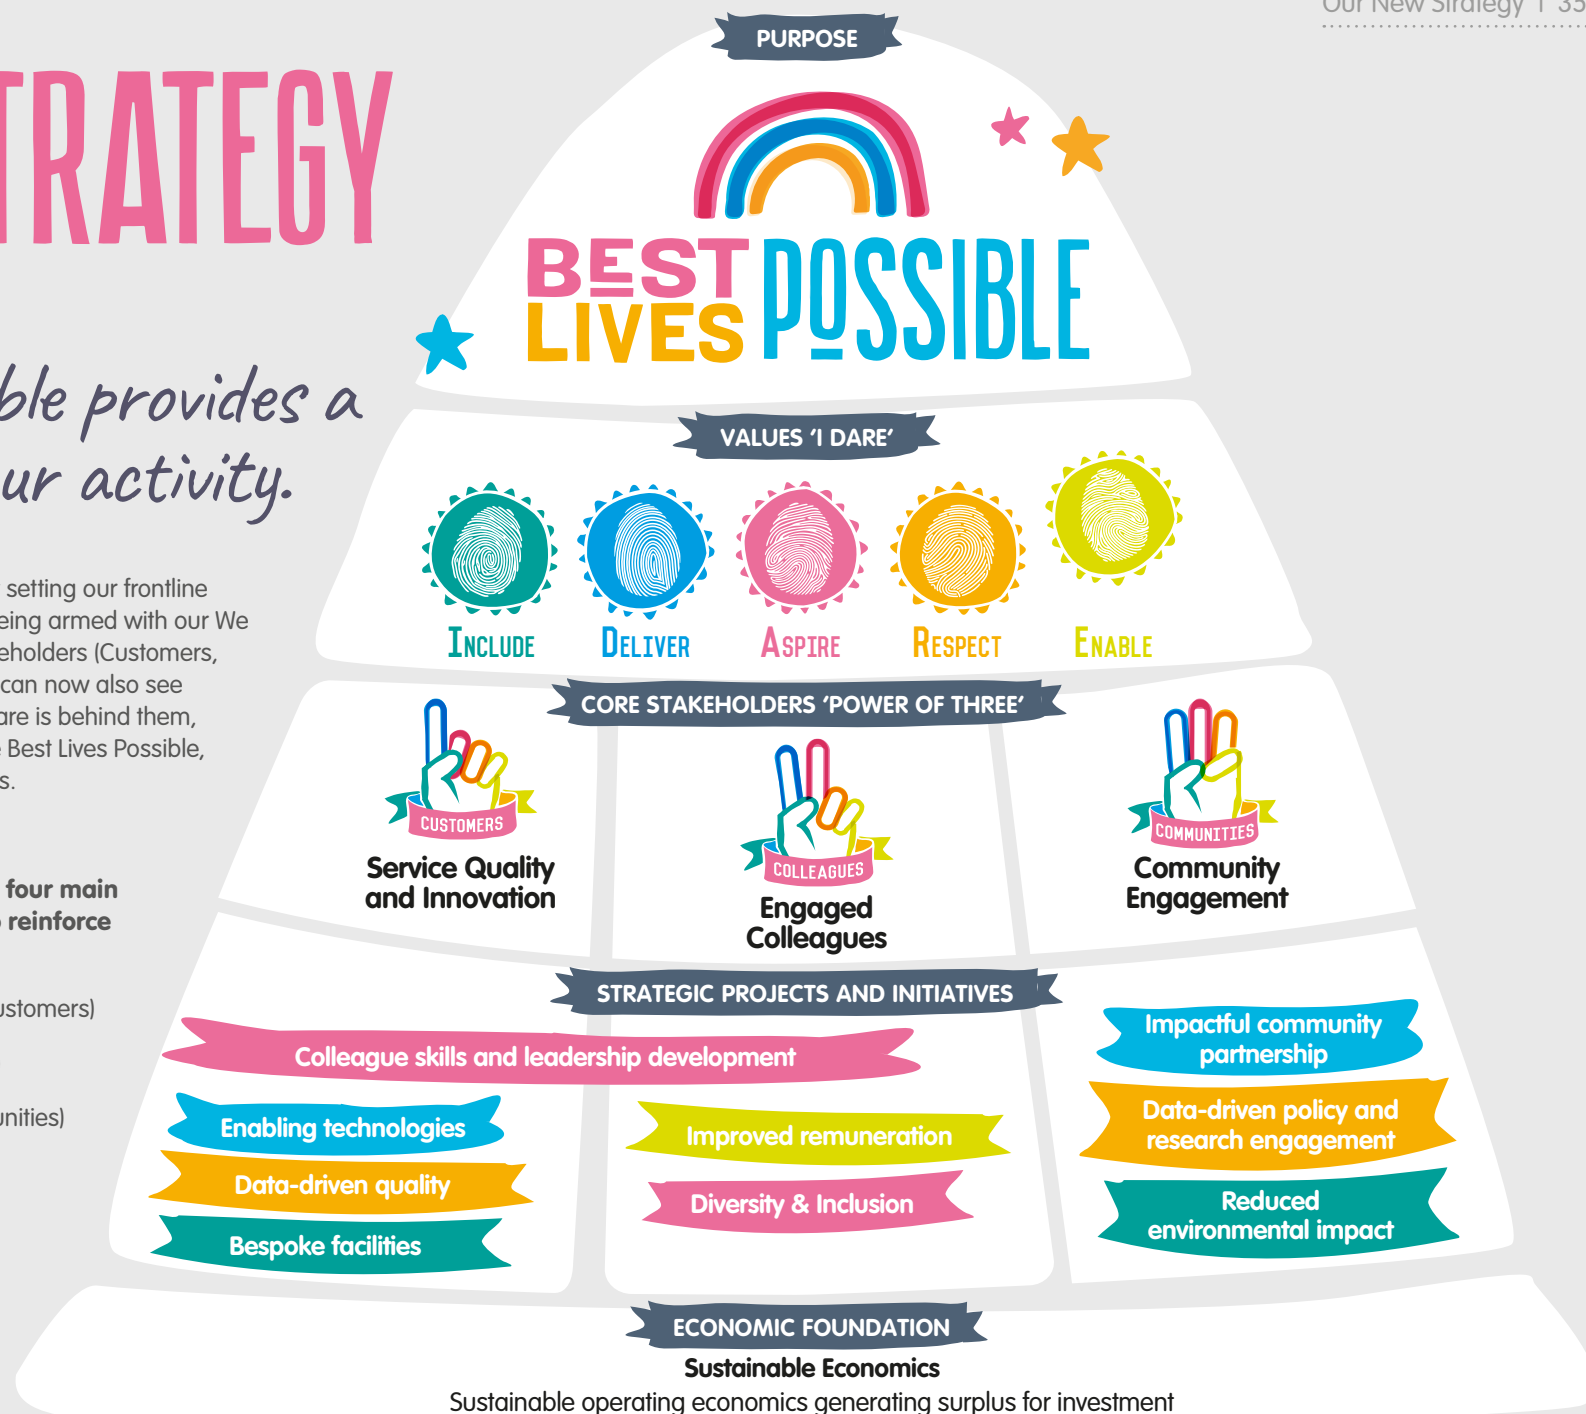 Our New Strategy | 35
TRATEGY
ble provides a
ur activity.
setting our frontline
eing armed with our We
eholders (Customers,
can now also see
are is behind them,
Best Lives Possible,
s.
four main
reinforce
ustomers)
unities)
PURPOSE
BEST
LIVES
POSSIBLE
VALUES ‘I DARE’
INCLUDE
DELIVER
ASPIRE
RESPECT
ENABLE
CORE STAKEHOLDERS ‘POWER OF THREE’
CUSTOMERS
Service Quality
and Innovation
COLLEAGUES
Engaged
Colleagues
COMMUNITIES
Community
Engagement
STRATEGIC PROJECTS AND INITIATIVES
Colleague skills and leadership development
Enabling technologies
Data-driven quality
Bespoke facilities
Improved remuneration
Diversity & Inclusion
Impactful community
partnership
Data-driven policy and
research engagement
Reduced
environmental impact
ECONOMIC FOUNDATION
Sustainable Economics
Sustainable operating economics generating surplus for investment